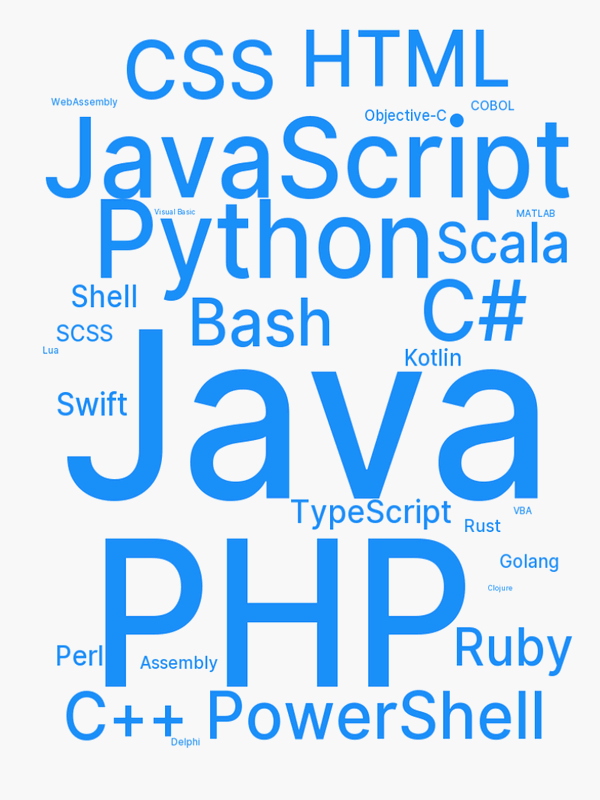 CSS
HTML
WebAssembly
COBOL
Objective-C
JavaScript
Visual Basic
MATLAB
Python
Scala
Shell
Bash
C#
SCSS
Lua
Kotlin
Java
Swift
TypeScript
VBA
Rust
Golang
Clojure
PHP
Ruby
Perl
Assembly
C++
PowerShell
Delphi